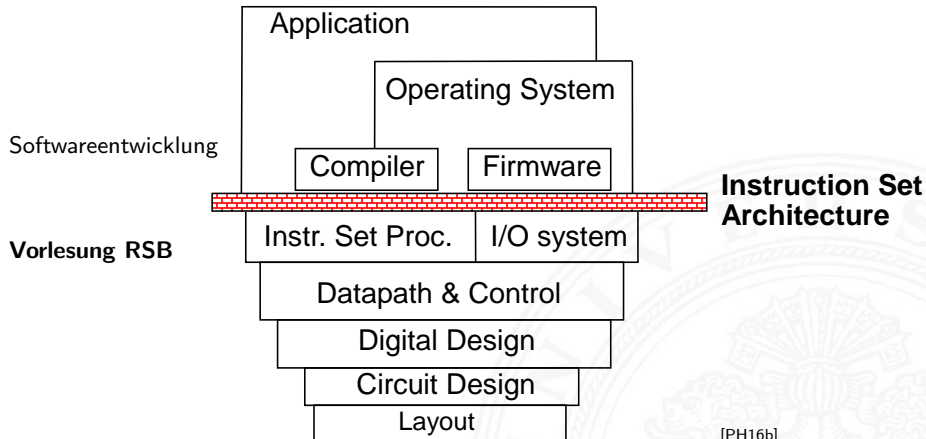 Application
Operating System
Softwareentwicklung
Compiler
Firmware
Instruction Set
Architecture
Vorlesung RSB
Instr. Set Proc.
I/O system
Datapath & Control
Digital Design
Circuit Design
Layout
[PH16b]